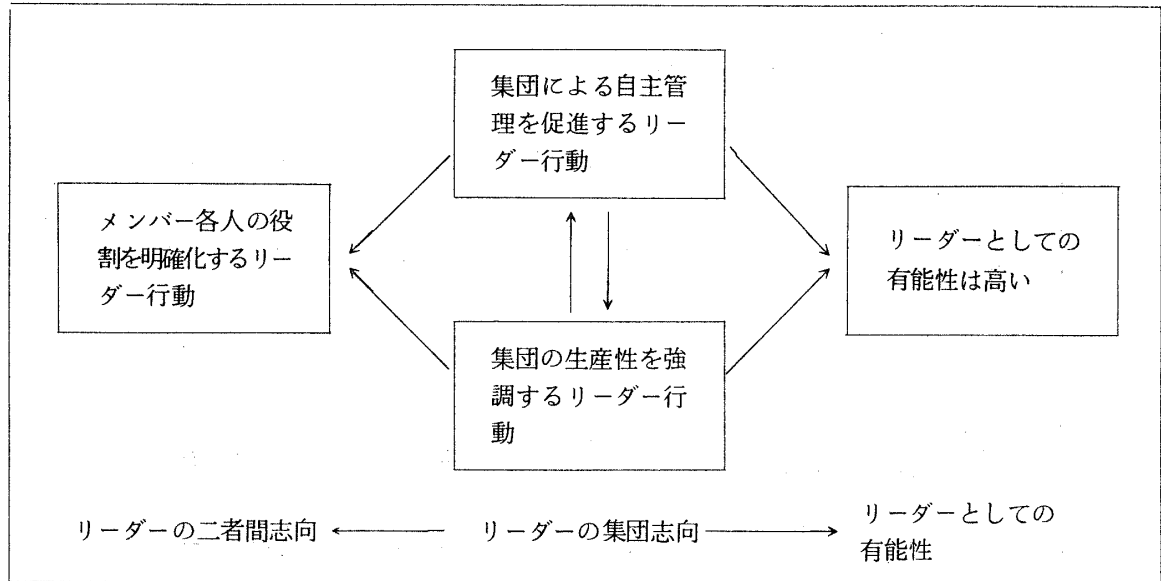 集団による自主管
理を促進するリー
ダー行動
メンバー各人の役
割を明確化するリー
ダー行動
リーダーとしての
有能性は高い
集団の生産性を強
調するリーダー行
動
リーダーの二者間志向
リーダーの集団志向
リーダーとしての
有能性